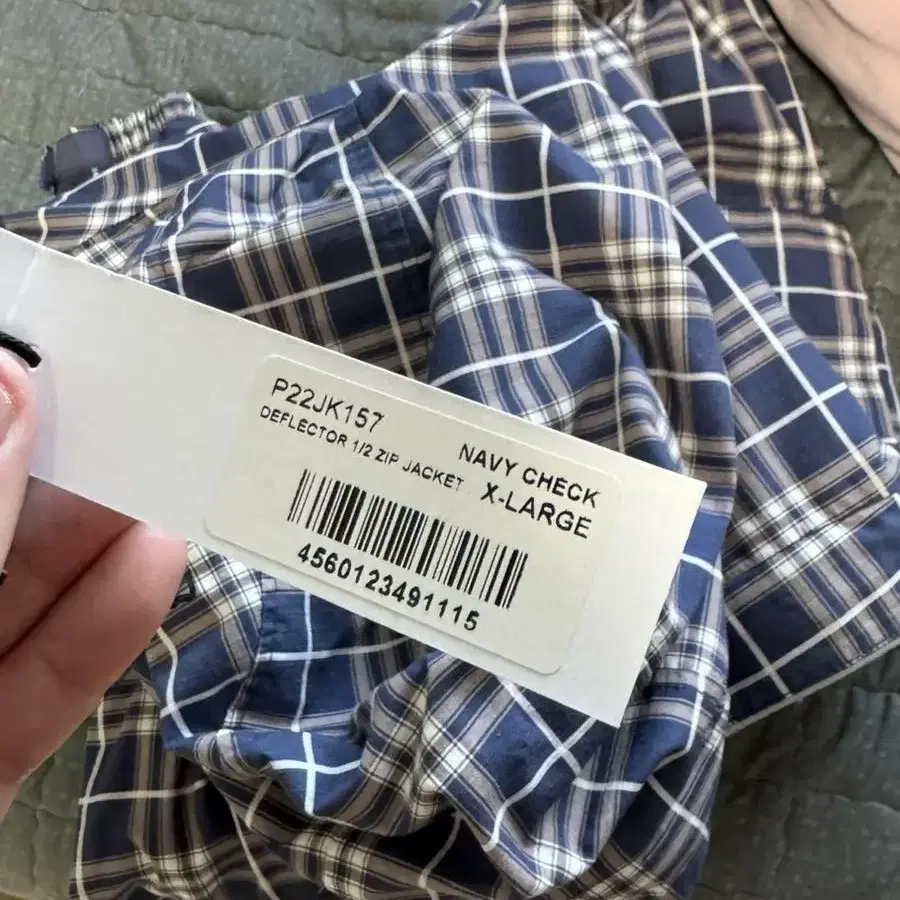 P22JK157
DEFLECTOR 1/2 ZIP JACKET
NAVY CHECK
X-LARGE
4560123491115